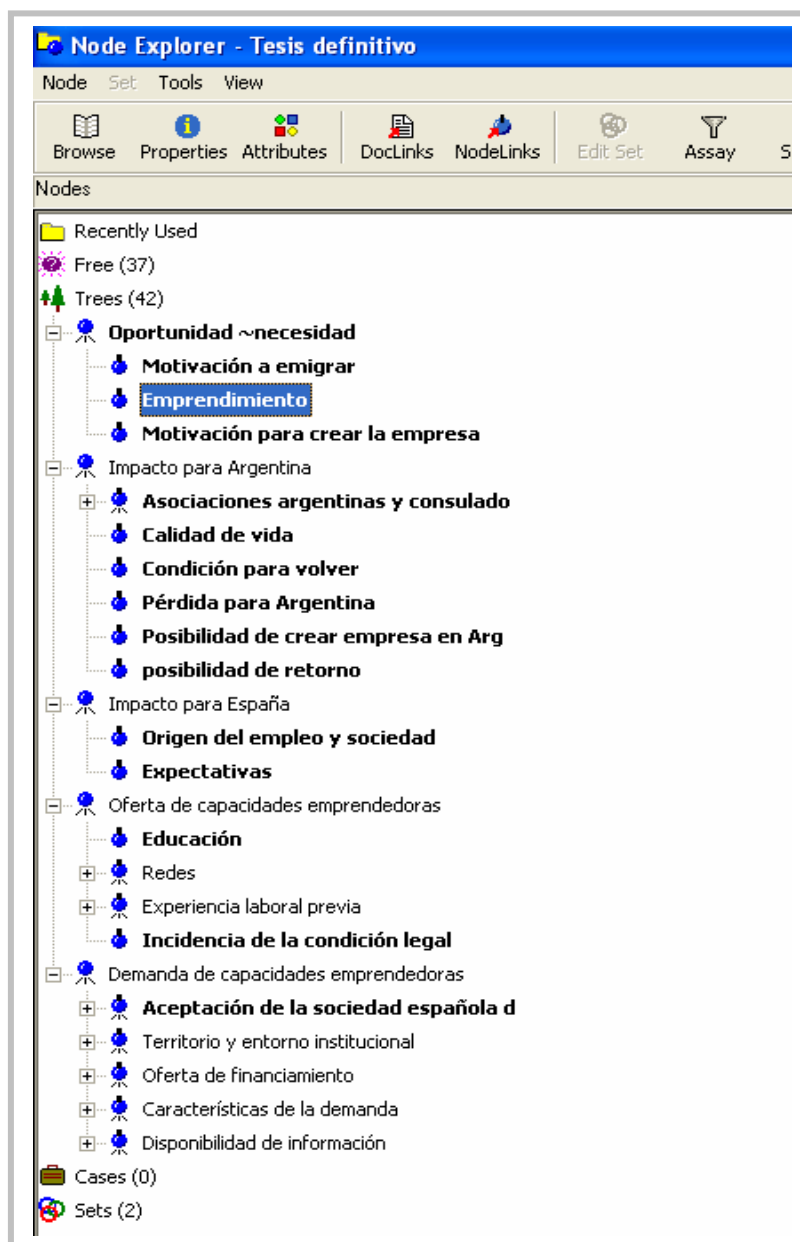 Node Explorer - Tesis definitivo
Node Set Tools View
Browse Properties Attributes DocLinks NodeLinks Edit Set Assay S
Nodes
Recently Used
Free (37)
Trees (42)
Oportunidad ~necesidad
Motivación a emigrar
Emprendimiento
Motivación para crear la empresa
Impacto para Argentina
Asociaciones argentinas y consulado
Calidad de vida
Condición para volver
Pérdida para Argentina
Posibilidad de crear empresa en Arg
posibilidad de retorno
Impacto para España
Origen del empleo y sociedad
Expectativas
Oferta de capacidades emprendedoras
Educación
Redes
Experiencia laboral previa
Incidencia de la condición legal
Demanda de capacidades emprendedoras
Aceptación de la sociedad española d
Territorio y entorno institucional
Oferta de financiamiento
Características de la demanda
Disponibilidad de información
Cases (0)
Sets (2)